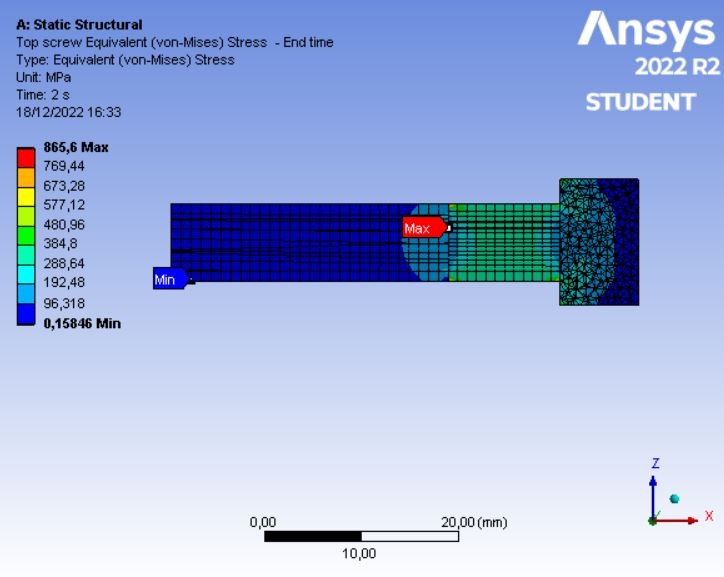 A: Static Structural
Top screw Equivalent (von-Mises) Stress - End time
Type: Equivalent (von-Mises) Stress
Unit: MPa
Time: 2 s
18/12/2022 16:33
Ansys
2022 R2
STUDENT
865,6 Max
769,44
673,28
577,12
480,96
384,8
288,64
192,48
96,318
0,15846 Min
Max
Min
Z
Y
X
0,00 20,00 (mm)
10,00